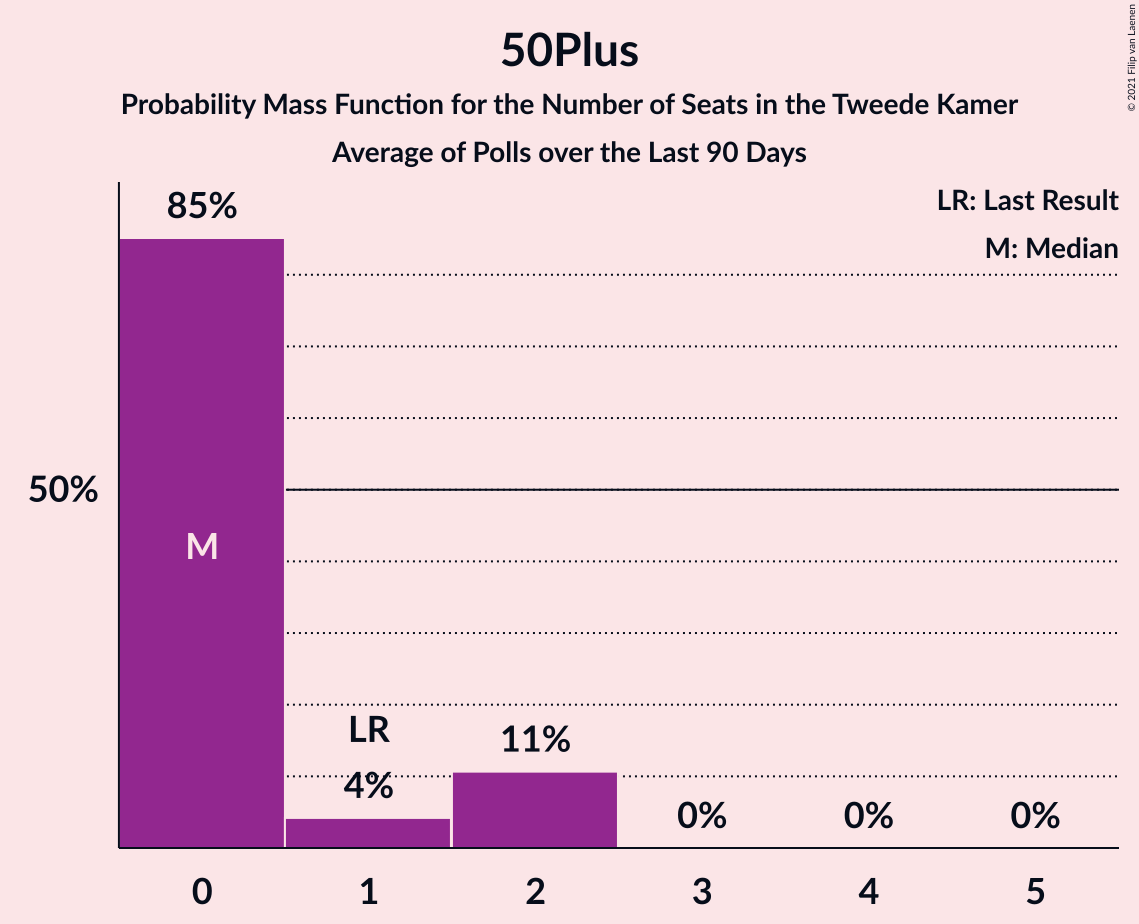 50Plus
Probability Mass Function for the Number of Seats in the Tweede Kamer
Average of Polls over the Last 90 Days
© 2021 Filip van Laenen
LR: Last Result
M: Median
85%
50%
M
LR
4%
11%
0%
0%
0%
0
1
2
3
4
5